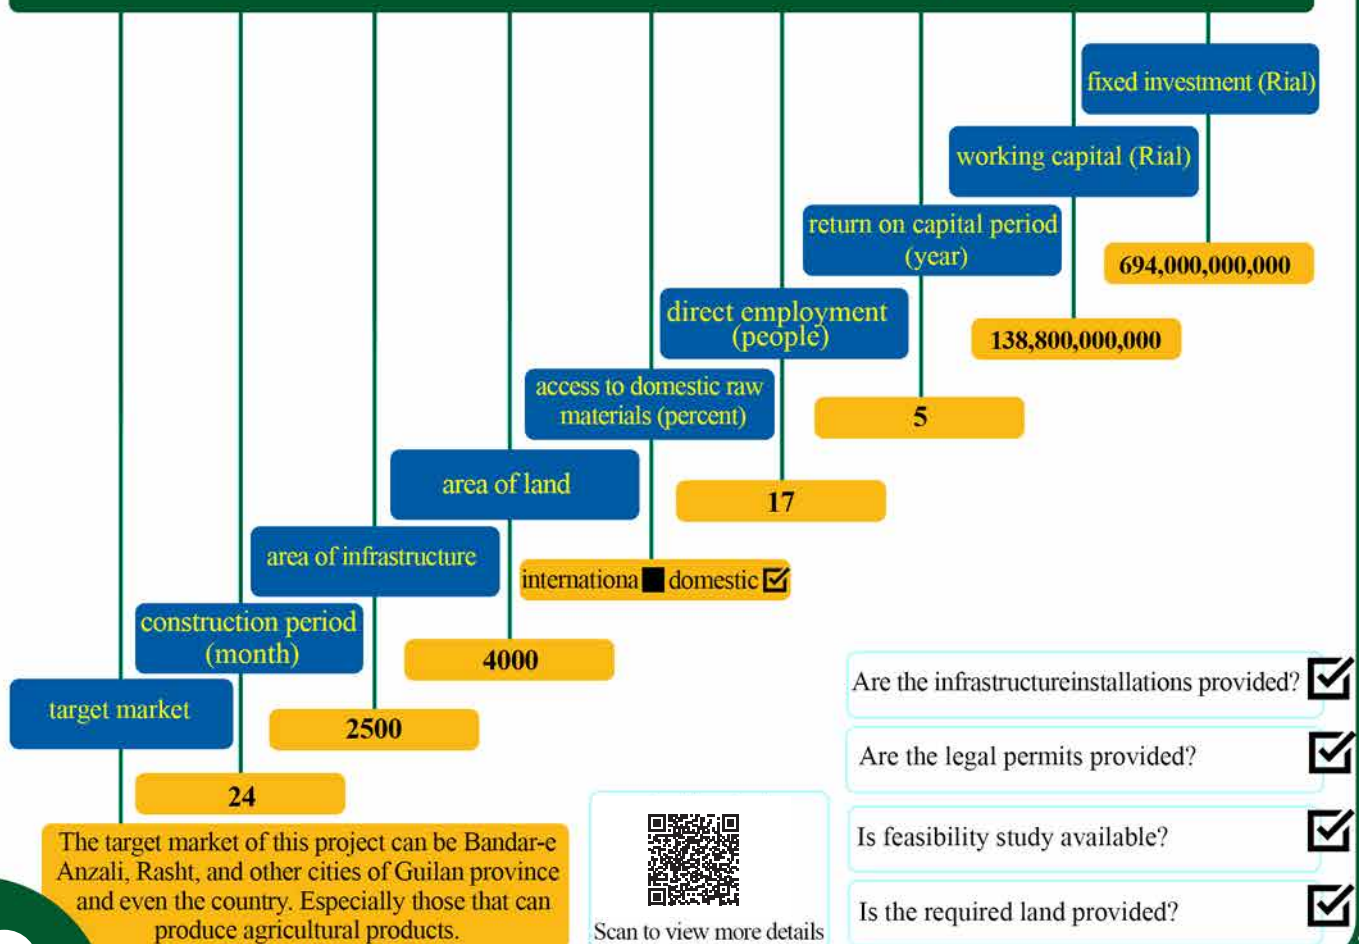 fixed investment (Rial)
694,000,000,000
working capital (Rial)
138,800,000,000
return on capital period
(year)
5
direct employment
(people)
17
access to domestic raw
materials (percent)
internationa domestic
area of land
4000
area of infrastructure
2500
construction period
(month)
24
target market
The target market of this project can be Bandar-e
Anzali, Rasht, and other cities of Guilan province
and even the country. Especially those that can
produce agricultural products.
Scan to view more details
Are the infrastructureinstallations provided?
Are the legal permits provided?
Is feasibility study available?
Is the required land provided?